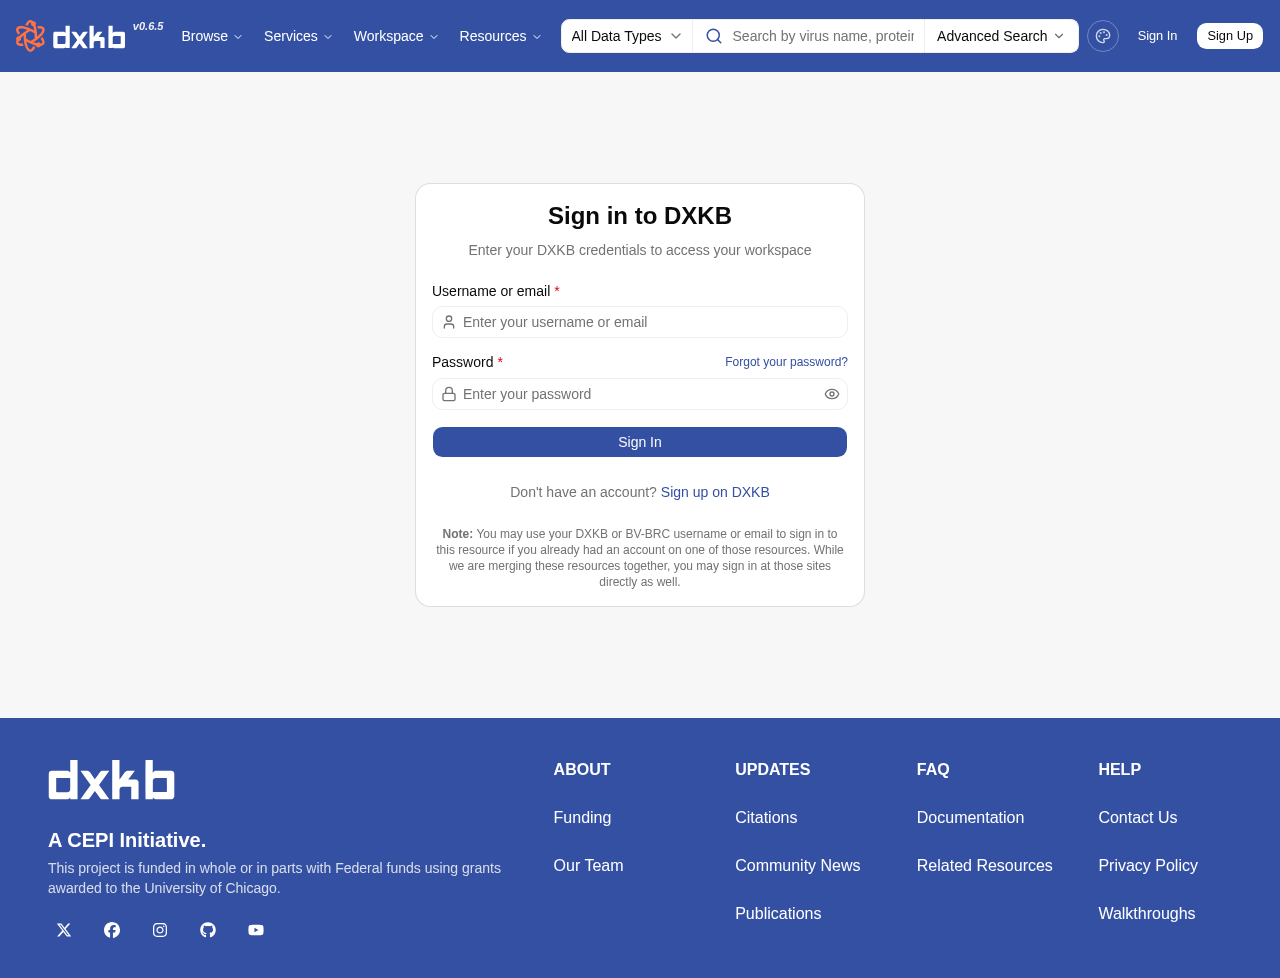 dxkb v0.6.5 Browse Services Workspace Resources All Data Types Search by virus name, protein Advanced Search Sign In Sign Up
Sign in to DXKB
Enter your DXKB credentials to access your workspace
Username or email *
Enter your username or email
Password * Forgot your password?
Enter your password
Sign In
Don't have an account? Sign up on DXKB
Note: You may use your DXKB or BV-BRC username or email to sign in to
this resource if you already had an account on one of those resources. While
we are merging these resources together, you may sign in at those sites
directly as well.
dxkb
A CEPI Initiative.
This project is funded in whole or in parts with Federal funds using grants
awarded to the University of Chicago.
ABOUT
Funding
Our Team
UPDATES
Citations
Community News
Publications
FAQ
Documentation
Related Resources
HELP
Contact Us
Privacy Policy
Walkthroughs